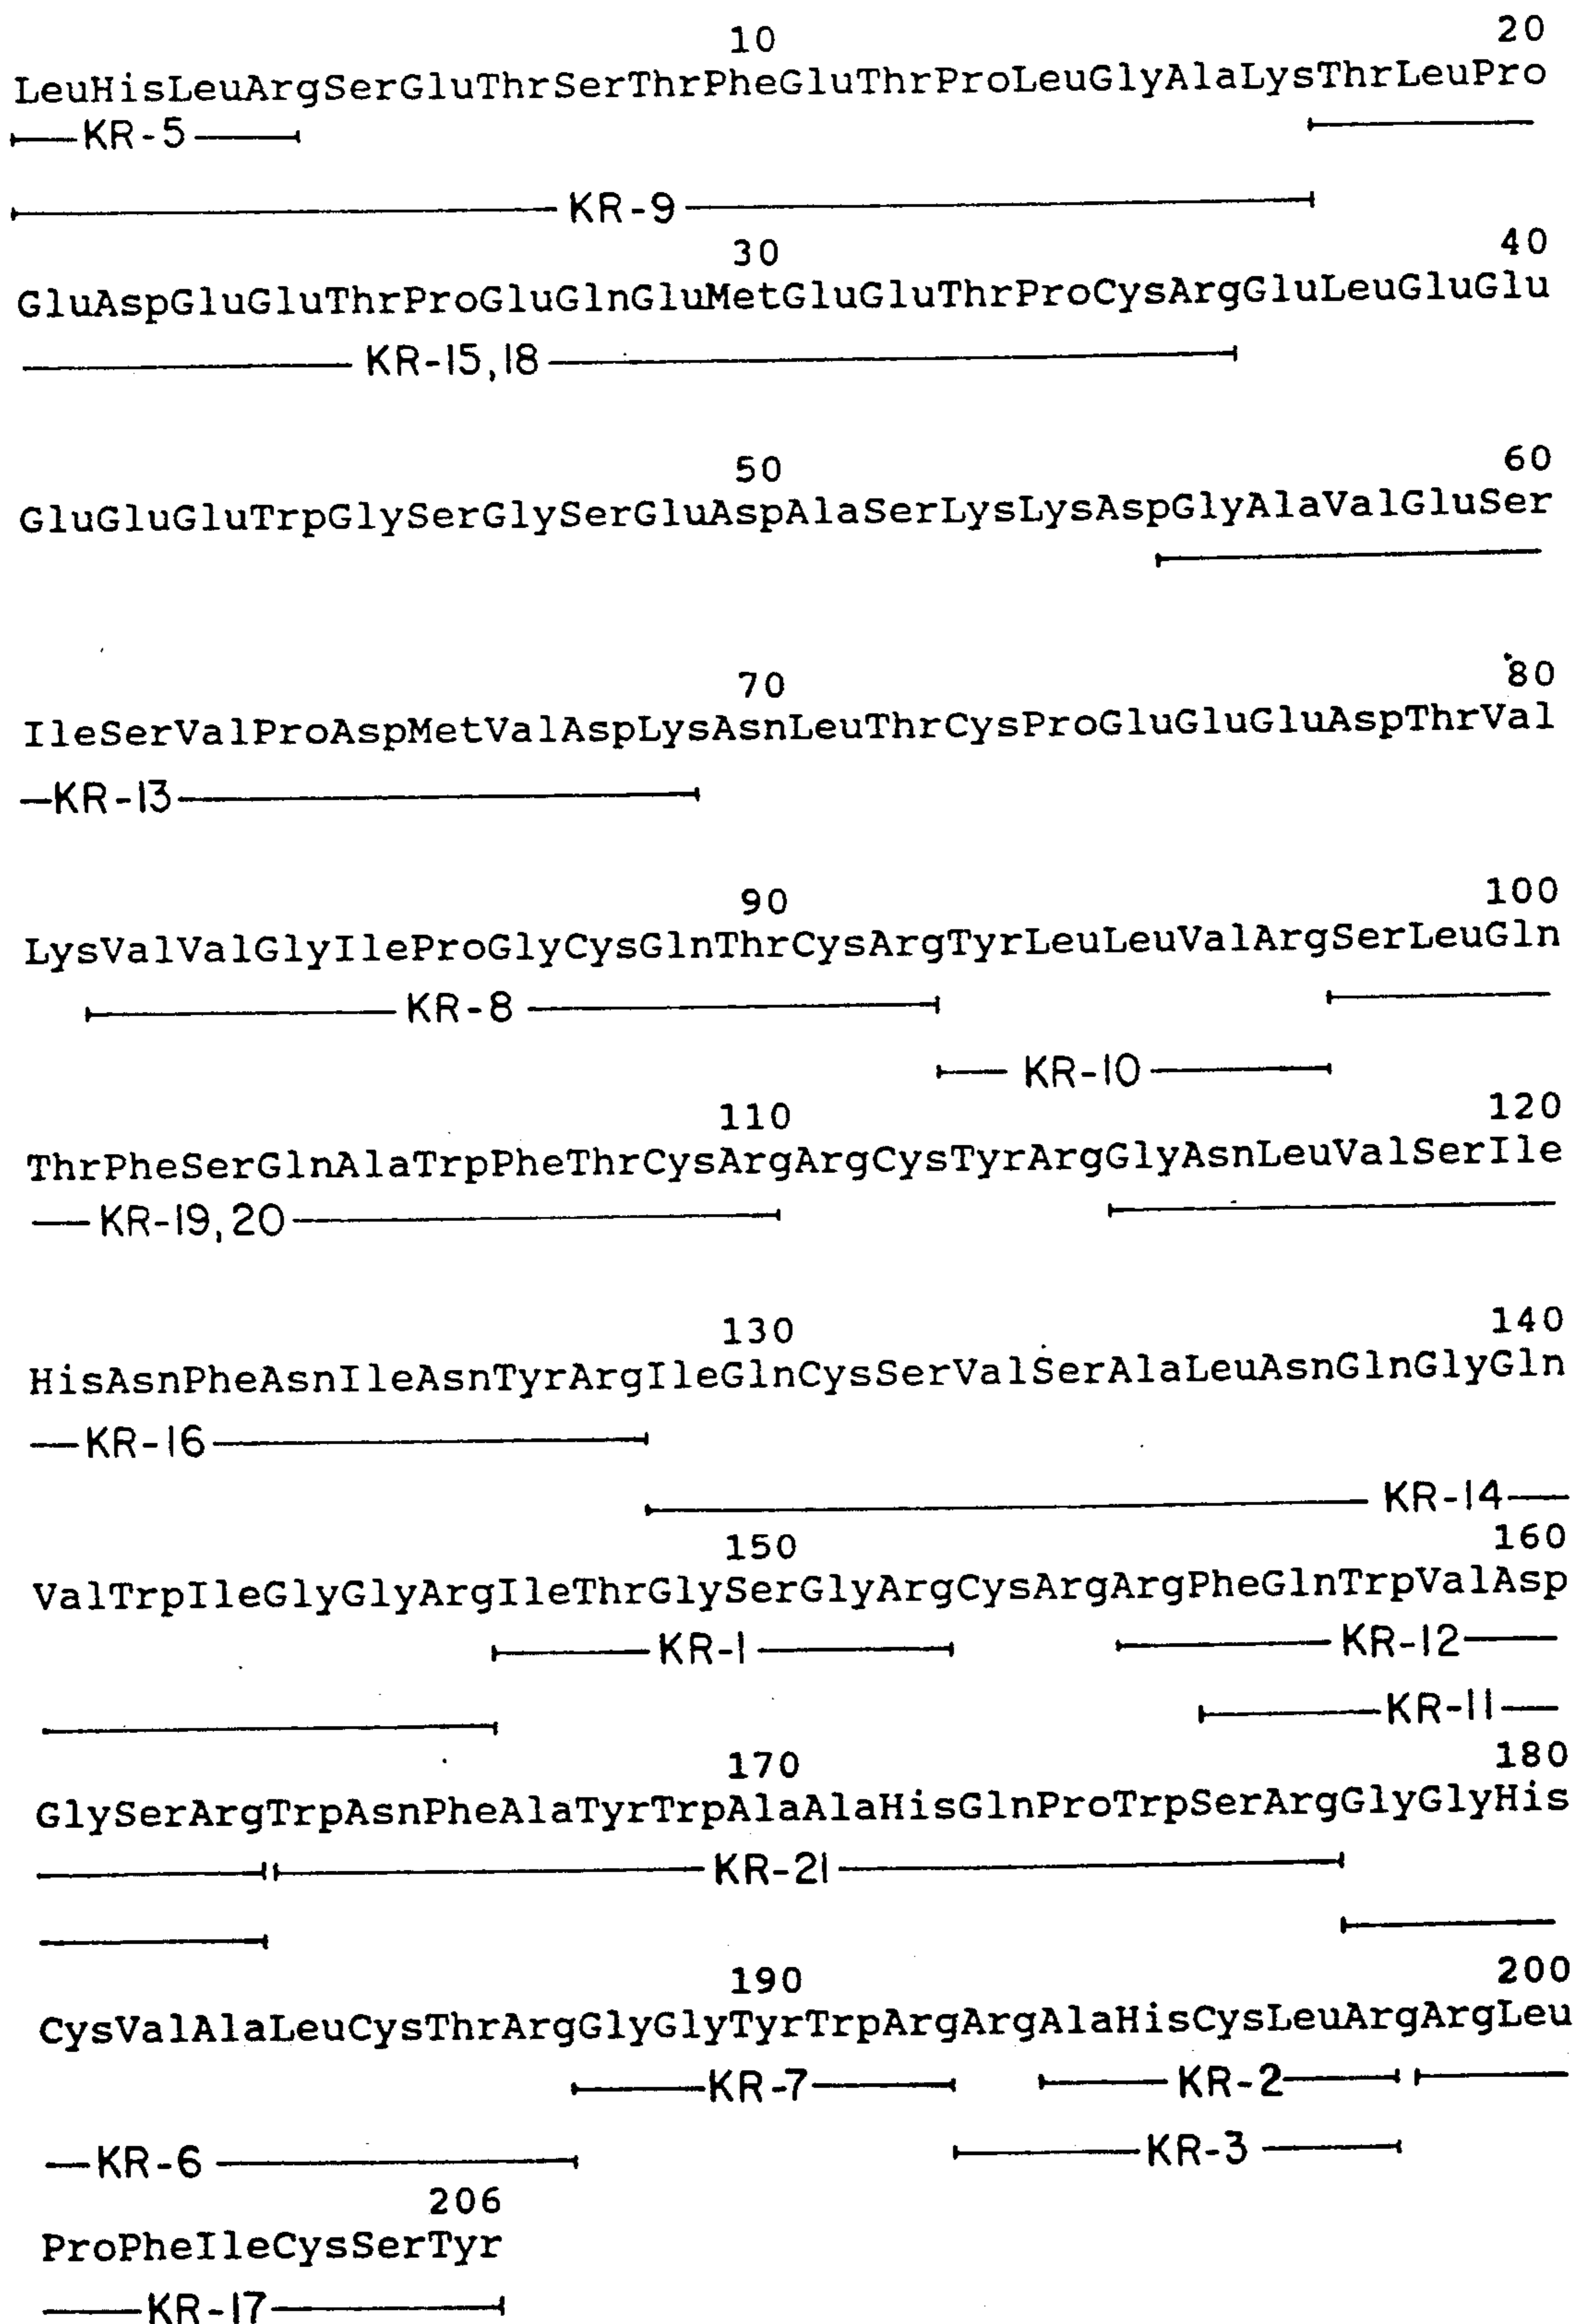 10 20
LeuHisLeuArgSerGluThrSerThrPheGluThrProLeuGlyAlaLysThrLeuPro
KR-5
KR-9
30 40
GluAspGluGluThrProGluGlnGluMetGluGluThrProCysArgGluLeuGluGlu
KR-15,18
50 60
GluGluGluTrpGlySerGlySerGluAspAlaSerLysLysAspGlyAlaValGluSer
70 80
IleSerValProAspMetValAspLysAsnLeuThrCysProGluGluGluAspThrVal
KR-13
90 100
LysValValGlyIleProGlyCysGlnThrCysArgTyrLeuLeuValArgSerLeuGln
KR-8
KR-10
110 120
ThrPheSerGlnAlaTrpPheThrCysArgArgCysTyrArgGlyAsnLeuValSerIle
KR-19,20
130 140
HisAsnPheAsnIleAsnTyrArgIleGlnCysSerValSerAlaLeuAsnGlnGlyGln
KR-16
KR-14
150 160
ValTrpIleGlyGlyArgIleThrGlySerGlyArgCysArgArgPheGlnTrpValAsp
KR-1 KR-12
KR-11
170 180
GlySerArgTrpAsnPheAlaTyrTrpAlaAlaHisGlnProTrpSerArgGlyGlyHis
KR-21
190 200
CysValAlaLeuCysThrArgGlyGlyTyrTrpArgArgAlaHisCysLeuArgArgLeu
KR-7 KR-2
KR-6 KR-3
206
ProPheIleCysSerTyr
KR-17